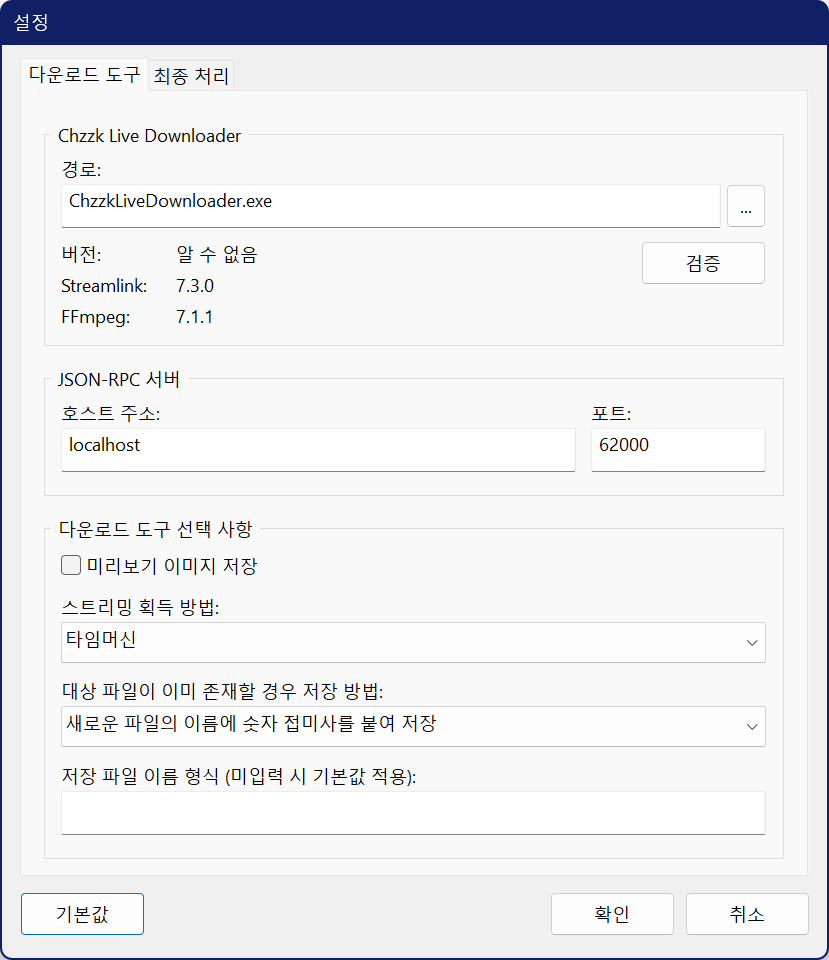 설정
다운로드 도구 최종 처리
Chzzk Live Downloader
경로:
ChzzkLiveDownloader.exe ...
버전: 알 수 없음 검증
Streamlink: 7.3.0
FFmpeg: 7.1.1
JSON-RPC 서버
호스트 주소: 포트:
localhost 62000
다운로드 도구 선택 사항
미리보기 이미지 저장
스트리밍 획득 방법:
타임머신
대상 파일이 이미 존재할 경우 저장 방법:
새로운 파일의 이름에 숫자 접미사를 붙여 저장
저장 파일 이름 형식 (미입력 시 기본값 적용):
기본값 확인 취소